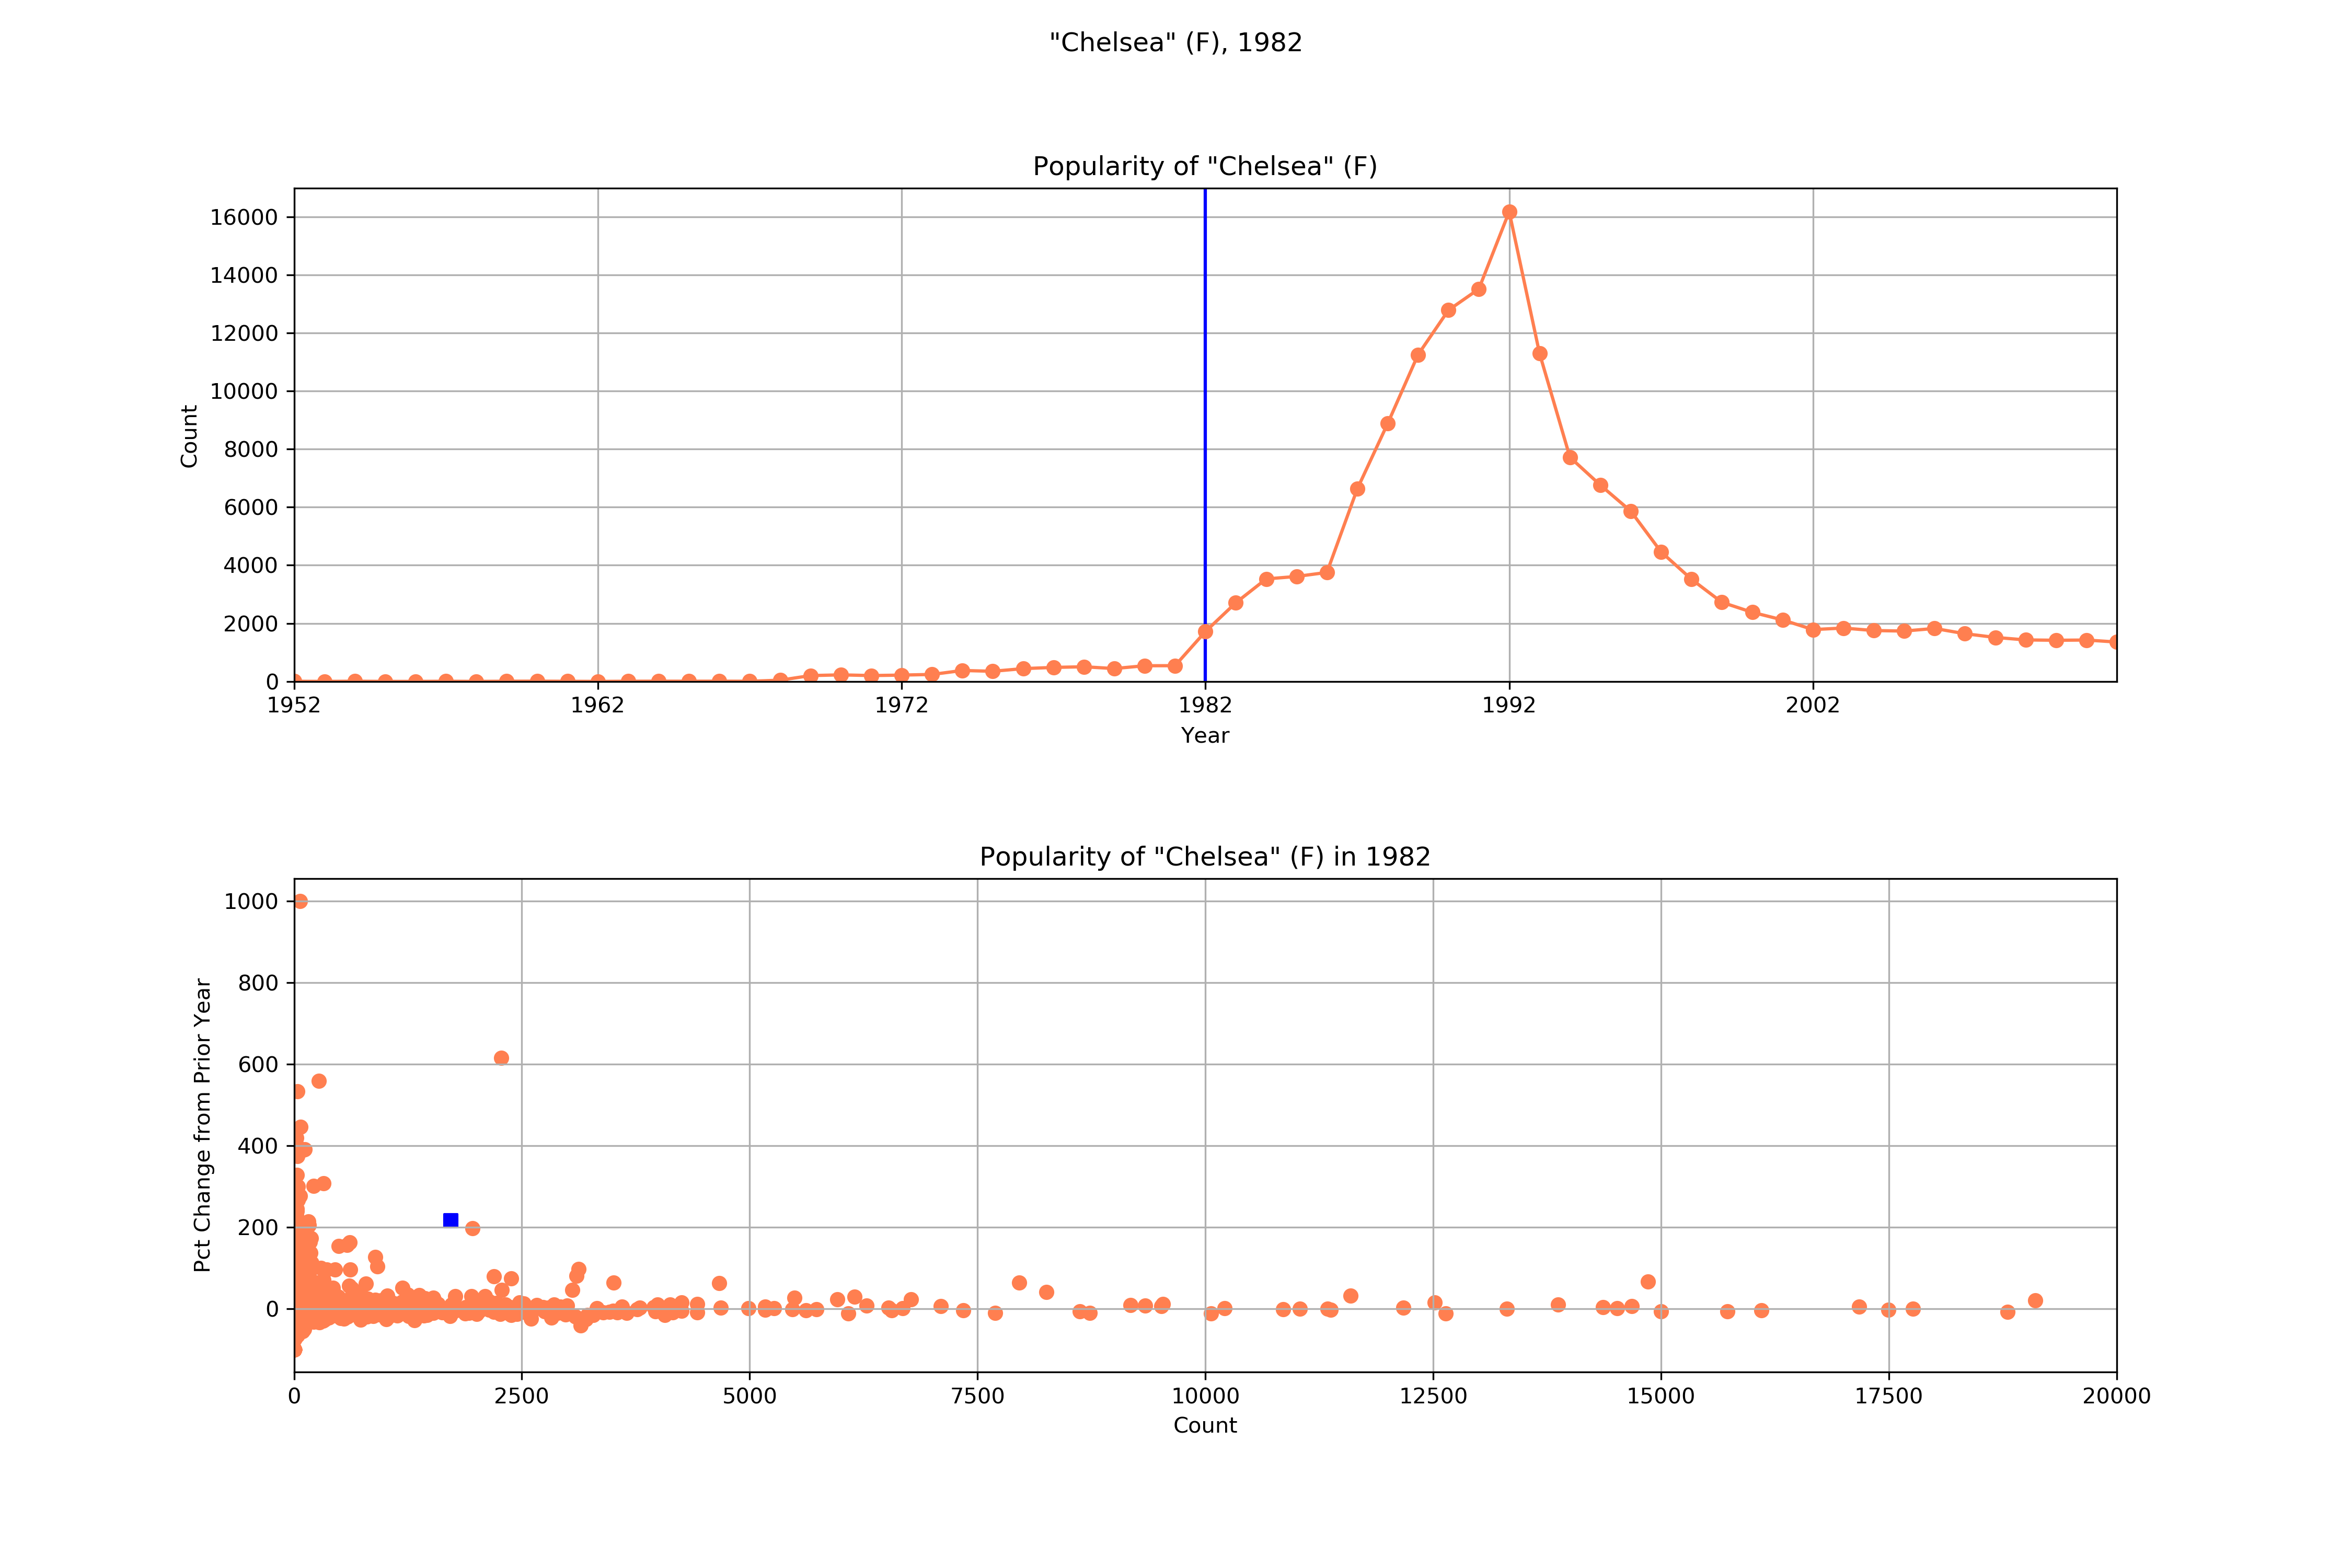 "Chelsea" (F), 1982
Popularity of "Chelsea" (F)
16000
14000
12000
10000
8000
6000
4000
2000
0
Count
1952 1962 1972 1982 1992 2002
Year
Popularity of "Chelsea" (F) in 1982
1000
800
600
400
200
0
Pct Change from Prior Year
0 2500 5000 7500 10000 12500 15000 17500 20000
Count